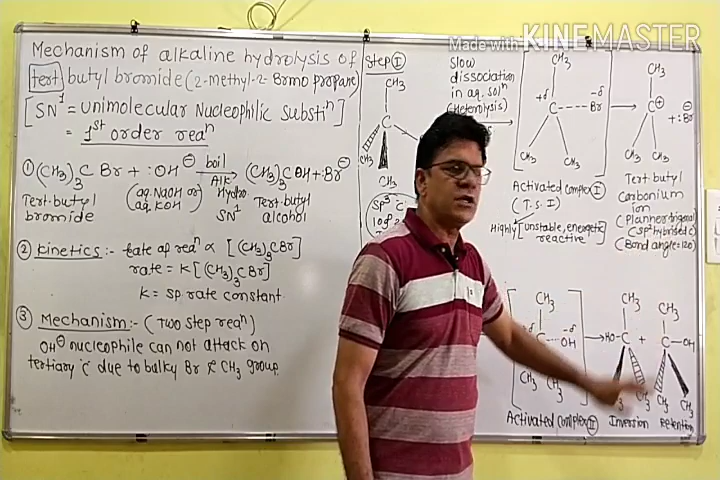 Made with KINEMASTER
Mechanism of alkaline hydrolysis of
tert butyl bromide (2-methyl-2-Bromo propane)
[SN¹ = unimolecular Nucleophilic Substiⁿ]
= 1st order reaⁿ
① (CH₃)₃C Br + :OH⊖ boil → (CH₃)₃C OH + :Br⊖
Alk
Tert-butyl (aq. NaOH or Hydro Tert-butyl
bromide aq. KOH) SN¹ alcohol
② Kinetics:- rate of reaⁿ ∝ [(CH₃)₃CBr]
rate = K[(CH₃)₃CBr]
K = sp. rate constant
③ Mechanism:- (Two step reaⁿ)
OH⊖ nucleophile can not attack on
tertiary 'c' due to bulky Br & CH₃ group.
Step I
CH₃
C
CH₃
CH₃
SP³ 'C'
Slow
dissociation
in aq. solⁿ
(Heterolysis)
CH₃
+δ -δ
C ---- Br
CH₃ CH₃
Activated complex I
(T.S.I)
Highly [unstable, energetic
reactive]
CH₃
C⊕ + :Br⊖
CH₃ CH₃
Tert-butyl
Carbonium
ion
(Planner-trigonal)
(SP² hybrised c)
(Bond angle=120)
CH₃
+δ -δ
C --- OH
CH₃ CH₃
Activated complex II
CH₃ CH₃
HO-C + C-OH
CH₃ CH₃ CH₃
Inversion Retention